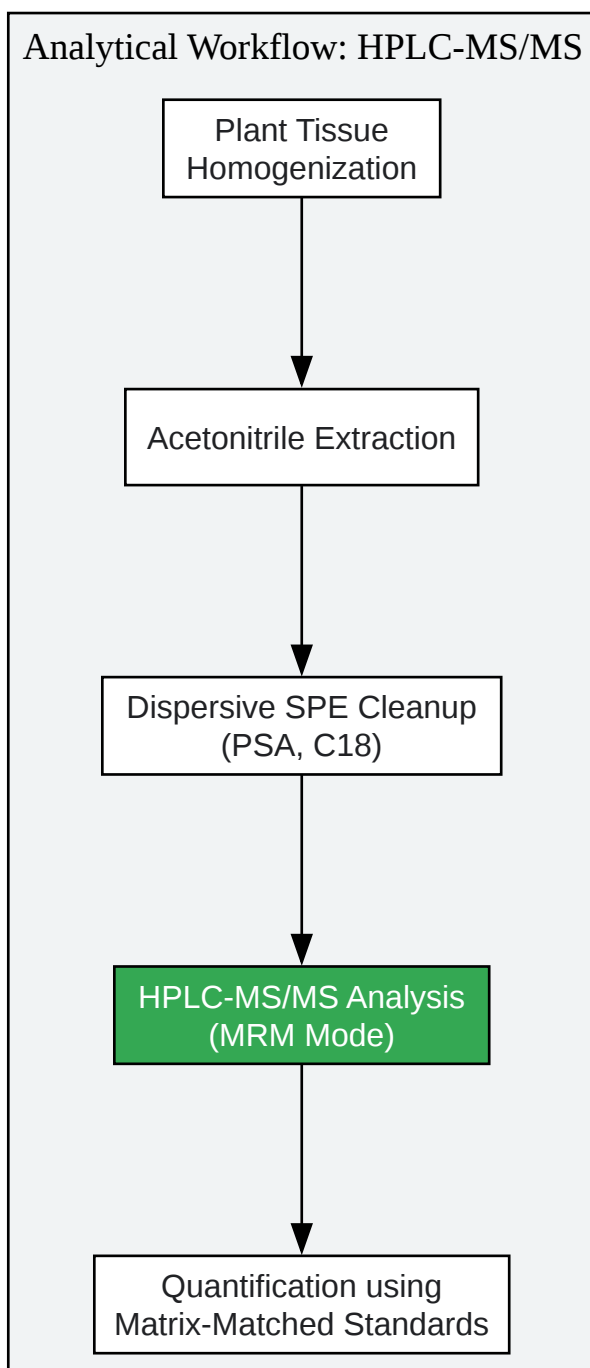 Analytical Workflow: HPLC-MS/MS
Plant Tissue
Homogenization
Acetonitrile Extraction
Dispersive SPE Cleanup
(PSA, C18)
HPLC-MS/MS Analysis
(MRM Mode)
Quantification using
Matrix-Matched Standards